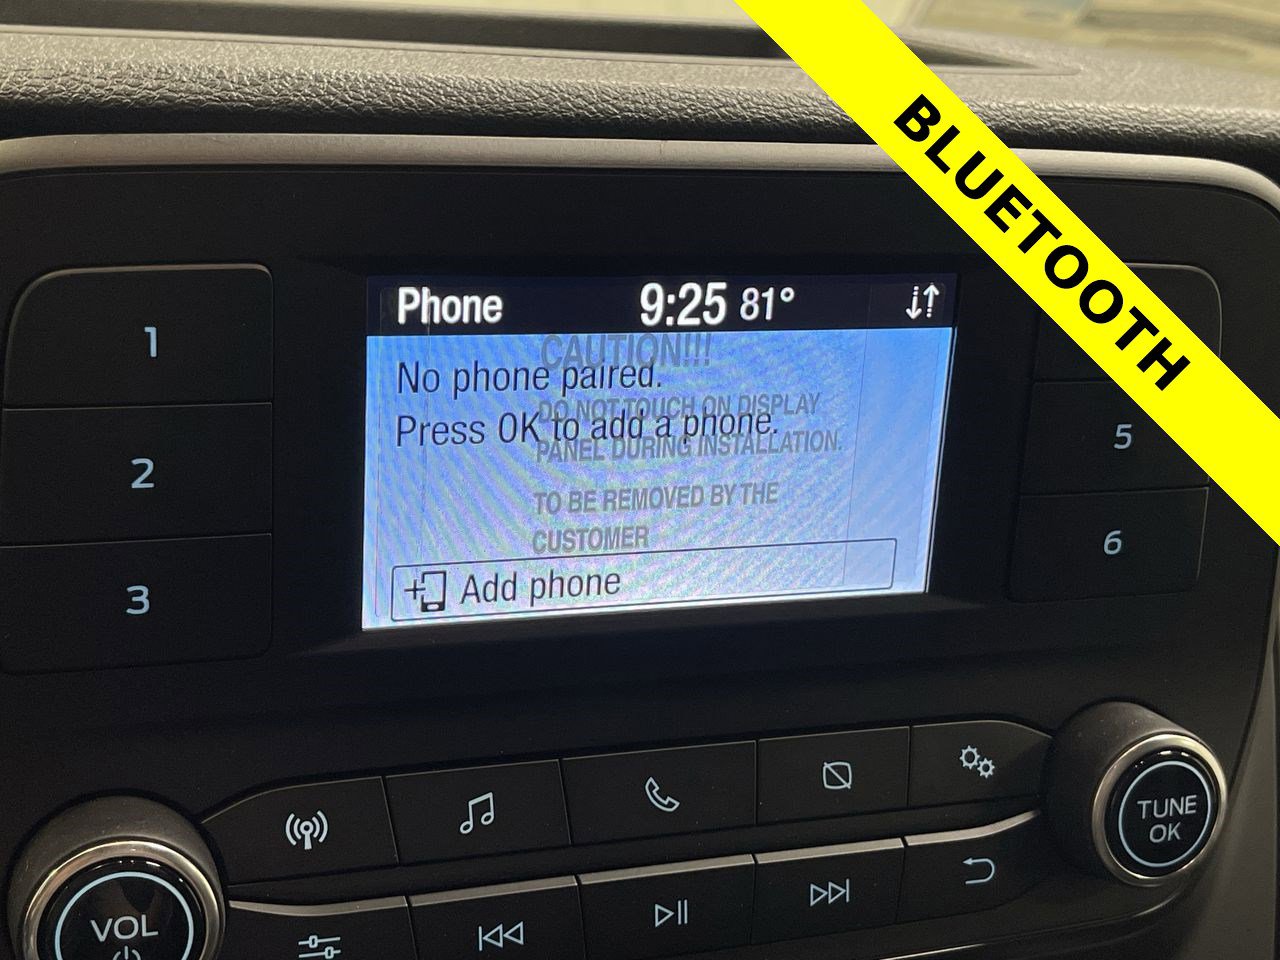 BLUETOOTH
Phone 9:25 81°
CAUTION!!!
No phone paired.
DO NOT TOUCH ON DISPLAY
Press OK to add a phone.
PANEL DURING INSTALLATION.
TO BE REMOVED BY THE
CUSTOMER
Add phone
1
2
3
5
6
TUNE
OK
VOL